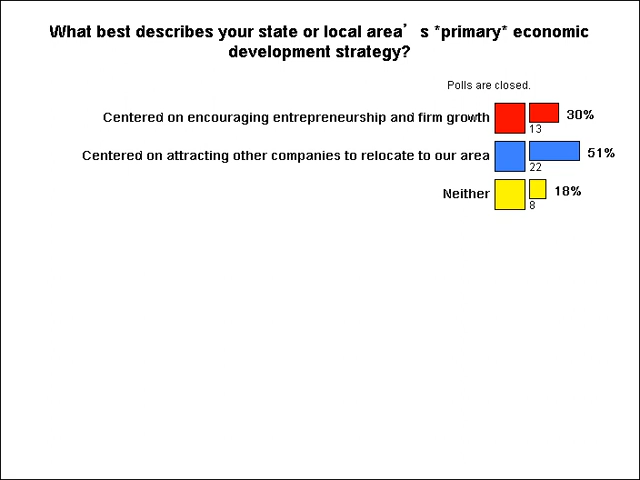 What best describes your state or local area’ s *primary* economic
development strategy?
Polls are closed.
Centered on encouraging entrepreneurship and firm growth 30%
13
Centered on attracting other companies to relocate to our area 51%
22
Neither 18%
8